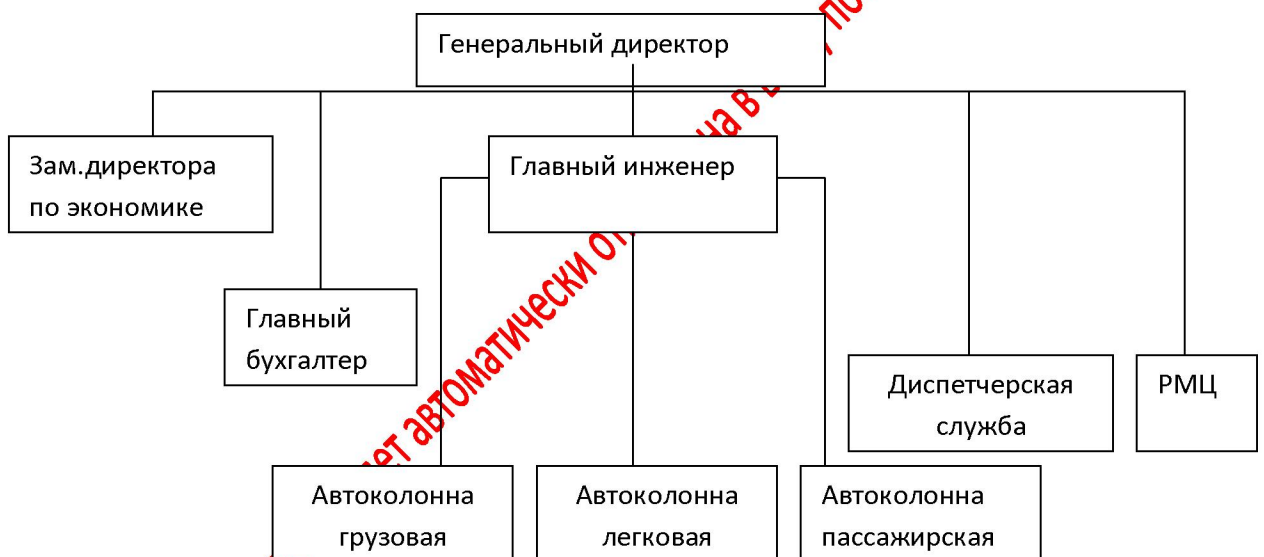 Генеральный директор
Зам.директора
по экономике
Главный инженер
Главный
бухгалтер
Диспетчерская
служба
РМЦ
Автоколонна
грузовая
Автоколонна
легковая
Автоколонна
пассажирская
автоматически
на в